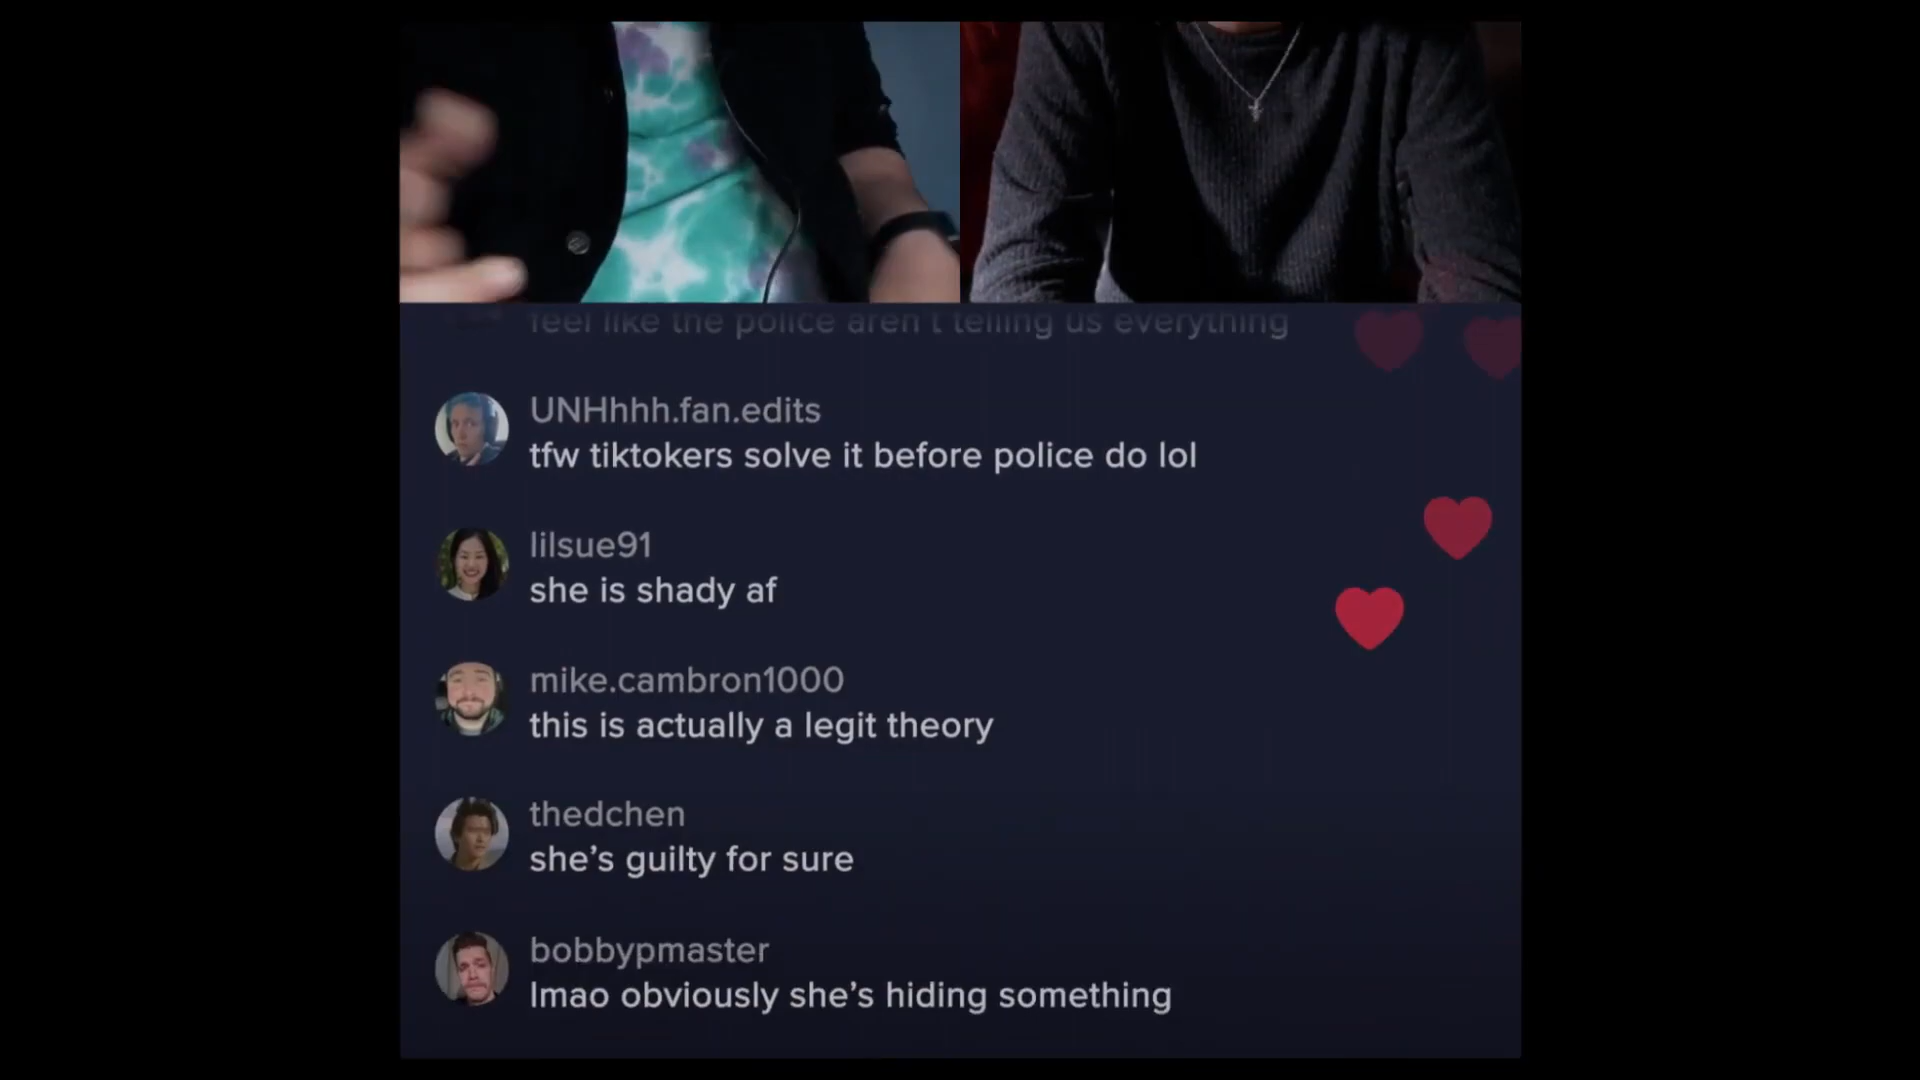 feel like the police aren't telling us everything
UNHhhh.fan.edits
tfw tiktokers solve it before police do lol
lilsue91
she is shady af
mike.cambron1000
this is actually a legit theory
thedchen
she's guilty for sure
bobbypmaster
lmao obviously she's hiding something